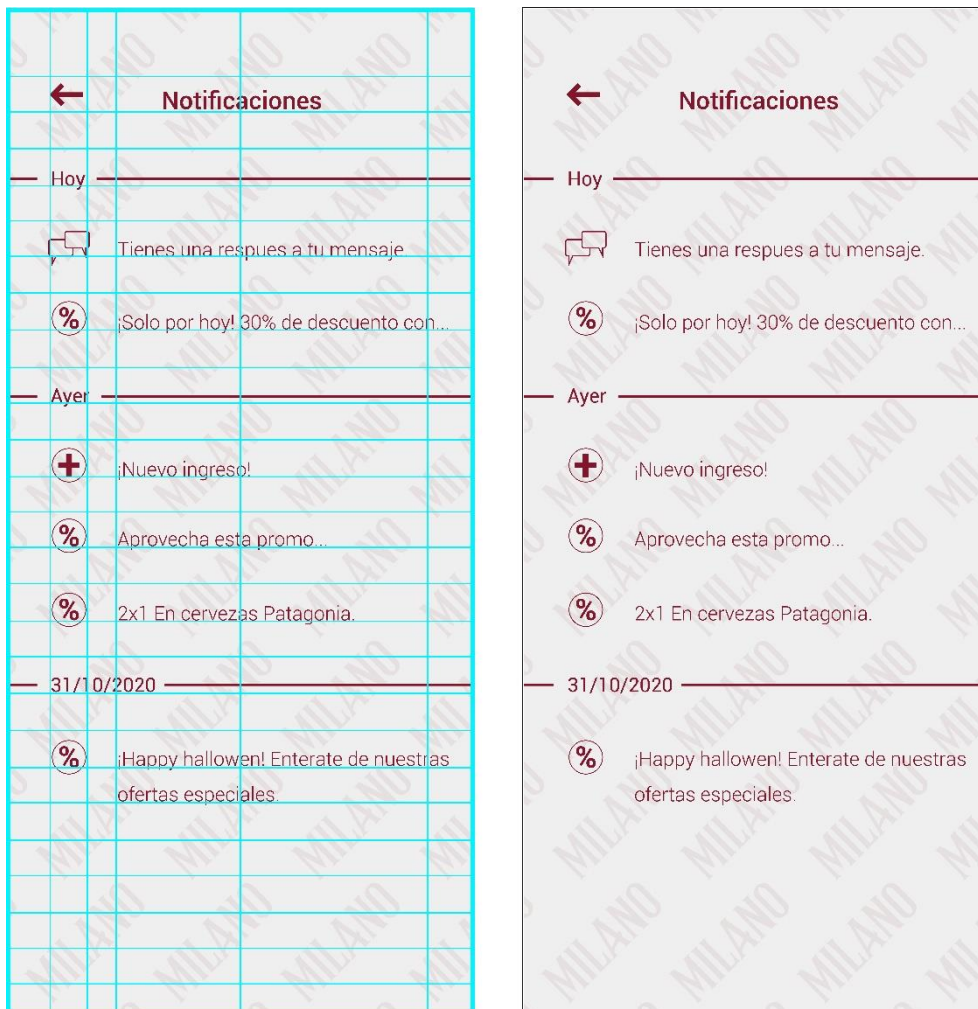 Notificaciones
Hoy
Tienes una respues a tu mensaje.
¡Solo por hoy! 30% de descuento con...
Ayer
¡Nuevo ingreso!
Aprovecha esta promo...
2x1 En cervezas Patagonia.
31/10/2020
¡Happy hallowen! Enterate de nuestras
ofertas especiales.
Notificaciones
Hoy
Tienes una respues a tu mensaje.
¡Solo por hoy! 30% de descuento con...
Ayer
¡Nuevo ingreso!
Aprovecha esta promo...
2x1 En cervezas Patagonia.
31/10/2020
¡Happy hallowen! Enterate de nuestras
ofertas especiales.
MILANO